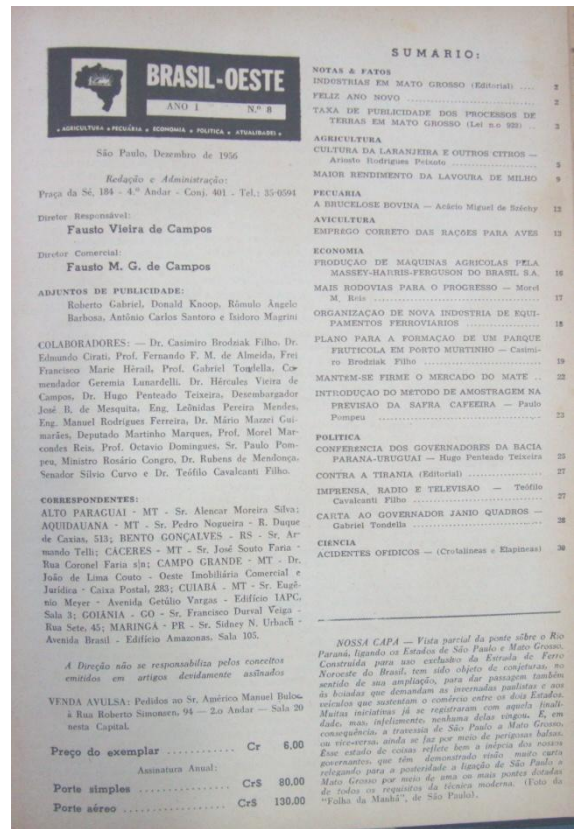 BRASIL-OESTE
ANO I N.º 8
• AGRICULTURA • PECUÁRIA • ECONOMIA • POLITICA • ATUALIDADES •
São Paulo, Dezembro de 1956
Redação e Administração:
Praça da Sé, 184 - 4.º Andar - Conj. 401 - Tel.: 35-0594
Diretor Responsável:
Fausto Vieira de Campos
Diretor Comercial:
Fausto M. G. de Campos
ADJUNTOS DE PUBLICIDADE:
Roberto Gabriel, Donald Knoop, Rômulo Ângelo
Barbosa, Antônio Carlos Santoro e Isidoro Magrini
COLABORADORES: — Dr. Casimiro Brodziak Filho, Dr.
Edmundo Cirati, Prof. Fernando F. M. de Almeida, Frei
Francisco Marie Hèrail, Prof. Gabriel Tondella, Co-
mendador Geremia Lunardelli, Dr. Hércules Vieira de
Campos, Dr. Hugo Penteado Teixeira, Desembargador
José B. de Mesquita, Eng. Leônidas Pereira Mendes,
Eng. Manuel Rodrigues Ferreira, Dr. Mário Mazzei Gui-
marães, Deputado Martinho Marques, Prof. Morel Mar-
condes Reis, Prof. Octavio Domingues, Sr. Paulo Pom-
peu, Ministro Rosário Congro, Dr. Rubens de Mendonça,
Senador Sílvio Curvo e Dr. Teófilo Cavalcanti Filho.
CORRESPONDENTES:
ALTO PARAGUAI - MT - Sr. Alencar Moreira Silva;
AQUIDAUANA - MT - Sr. Pedro Nogueira - R. Duque
de Caxias, 513; BENTO GONÇALVES - RS - Sr. Ar-
mando Telli; CÁCERES - MT - Sr. José Souto Faria -
Rua Coronel Faria s|n; CAMPO GRANDE - MT - Dr.
João de Lima Couto - Oeste Imobiliária Comercial e
Jurídica - Caixa Postal, 283; CUIABÁ - MT - Sr. Eugê-
nio Meyer - Avenida Getúlio Vargas - Edifício IAPC,
Sala 3; GOIÂNIA - GO - Sr. Francisco Durval Veiga -
Rua Sete, 45; MARINGÁ - PR - Sr. Sidney N. Urbach -
Avenida Brasil - Edifício Amazonas. Sala 105.
A Direção não se responsabiliza pelos conceitos
emitidos em artigos devidamente assinados
VENDA AVULSA: Pedidos ao Sr. Américo Manuel Bulos
à Rua Roberto Simonsen, 94 — 2.o Andar — Sala 20
nesta Capital.
Preço do exemplar ............ Cr 6,00
Assinatura Anual:
Porte simples ............ Cr$ 80.00
Porte aéreo ............ Cr$ 130.00
SUMÁRIO:
NOTAS & FATOS
INDÚSTRIAS EM MATO GROSSO (Editorial) .... 2
FELIZ ANO NOVO ............ 2
TAXA DE PUBLICIDADE DOS PROCESSOS DE
TERRAS EM MATO GROSSO (Lei n.o 939) .. 3
AGRICULTURA
CULTURA DA LARANJEIRA E OUTROS CITROS —
Ariosto Rodrigues Peixoto ............ 5
MAIOR RENDIMENTO DA LAVOURA DE MILHO 9
PECUARIA
A BRUCELOSE BOVINA — Acácio Miguel de Széchy 12
AVICULTURA
EMPREGO CORRETO DAS RAÇÕES PARA AVES 13
ECONOMIA
PRODUÇÃO DE MAQUINAS AGRICOLAS PELA
MASSEY-HARRIS-FERGUSON DO BRASIL S.A. 16
MAIS RODOVIAS PARA O PROGRESSO — Morel
M. Reis ............ 17
ORGANIZAÇÃO DE NOVA INDÚSTRIA DE EQUI-
PAMENTOS FERROVIARIOS ............ 18
PLANO PARA A FORMAÇÃO DE UM PARQUE
FRUTICOLA EM PÔRTO MURTINHO — Casimi-
ro Brodziak Filho ............ 19
MANTEM-SE FIRME O MERCADO DO MATE .. 22
INTRODUÇÃO DO METODO DE AMOSTRAGEM NA
PREVISÃO DA SAFRA CAFEEIRA — Paulo
Pompeu ............ 23
POLITICA
CONFERENCIA DOS GOVERNADORES DA BACIA
PARANA-URUGUAI — Hugo Penteado Teixeira 25
CONTRA A TIRANIA (Editorial) ............ 27
IMPRENSA, RADIO E TELEVISÃO — Teófilo
Cavalcanti Filho ............ 27
CARTA AO GOVERNADOR JANIO QUADROS —
Gabriel Tondella ............ 28
CIÊNCIA
ACIDENTES OFIDICOS — (Crotalineas e Elapineas) 30
NOSSA CAPA — Vista parcial da ponte sôbre o Rio
Paraná, ligando os Estados de São Paulo e Mato Grosso.
Construída para uso exclusivo da Estrada de Ferro
Noroeste do Brasil, tem sido objeto de conjeturas, no
sentido de sua ampliação, para dar passagem também
às boiadas que demandam as invernadas paulistas e aos
veículos que sustentam o comércio entre os dois Estados.
Muitas iniciativas já se registraram com aquela finali-
dade, mas, infelizmente, nenhuma delas vingou. E, em
consequência, a travessia de São Paulo a Mato Grosso,
ou vice-versa, ainda se faz por meio de perigosas balsas.
Êsse estado de coisas reflete bem a inépcia dos nossos
governantes, que têm demonstrado visão muito curta
relegando para a posteridade a ligação de São Paulo a
Mato Grosso por meio de uma ou mais pontes dotadas
de todos os requisitos da técnica moderna. (Foto da
"Folha da Manhã", de São Paulo).